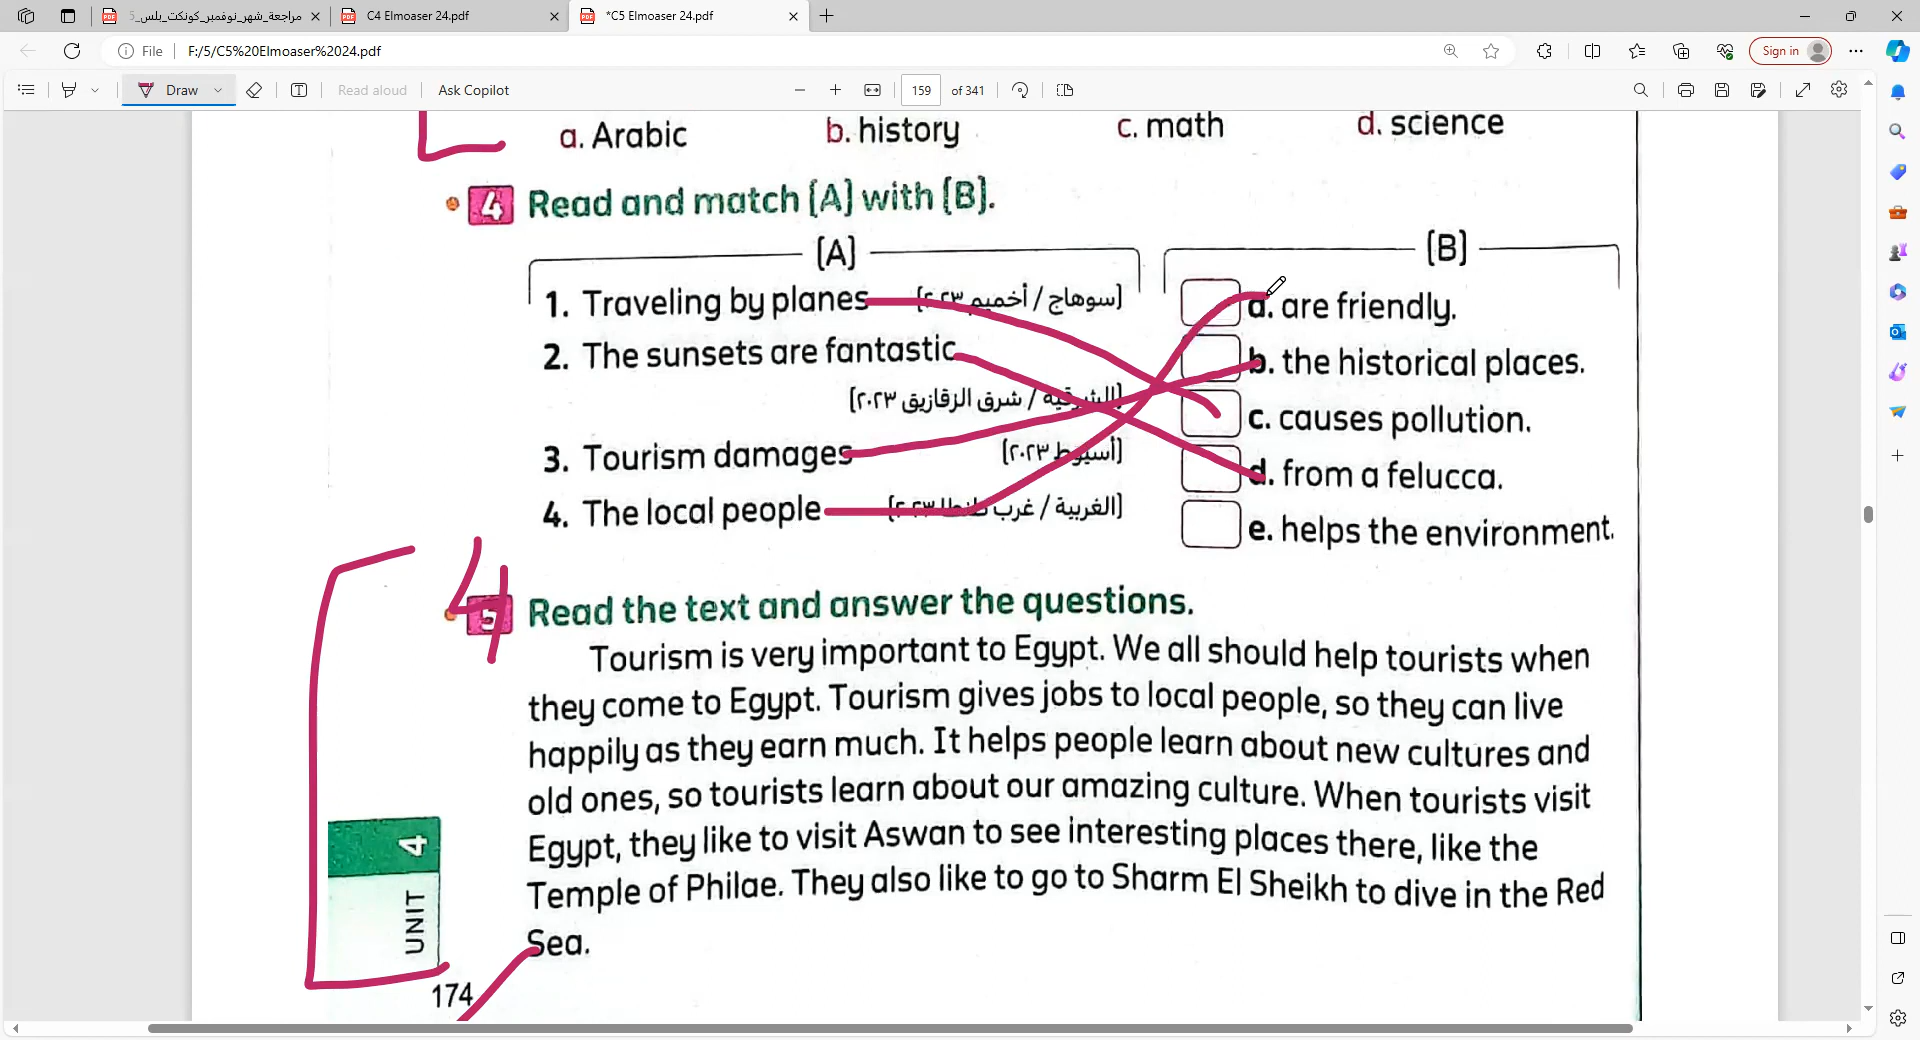 مراجعة_شهر_نوفمبر_كونكت_بلس_5
C4 Elmoaser 24.pdf
*C5 Elmoaser 24.pdf
File F:/5/C5%20Elmoaser%2024.pdf
Sign in
Draw Read aloud Ask Copilot 159 of 341
a. Arabic b. history c. math d. science
4 Read and match (A) with (B).
(A)
1. Traveling by planes [سوهاج / أخميم ٢٠٢٣]
2. The sunsets are fantastic
[الشرقية / شرق الزقازيق ٢٠٢٣]
3. Tourism damages [أسيوط ٢٠٢٣]
4. The local people [الغربية / غرب طنطا ٢٠٢٣]
(B)
a. are friendly.
b. the historical places.
c. causes pollution.
d. from a felucca.
e. helps the environment.
4
5 Read the text and answer the questions.
Tourism is very important to Egypt. We all should help tourists when
they come to Egypt. Tourism gives jobs to local people, so they can live
happily as they earn much. It helps people learn about new cultures and
old ones, so tourists learn about our amazing culture. When tourists visit
Egypt, they like to visit Aswan to see interesting places there, like the
Temple of Philae. They also like to go to Sharm El Sheikh to dive in the Red
Sea.
UNIT 4
174